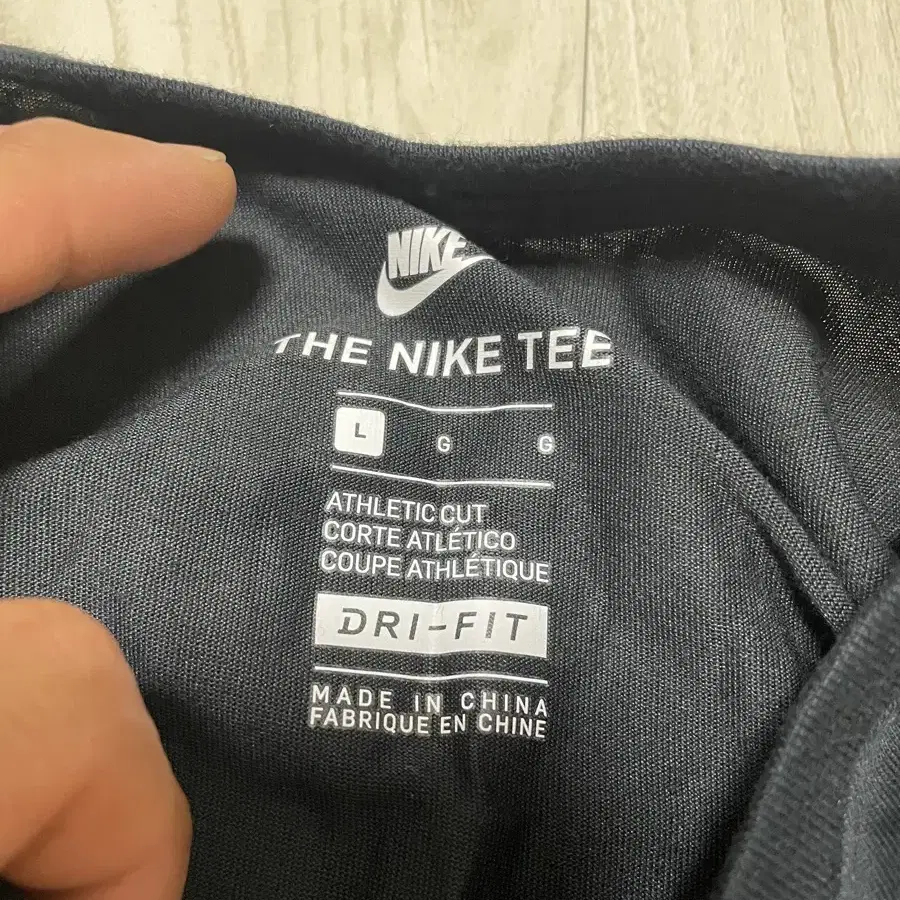 NIKE
THE NIKE TEE
L G G
ATHLETIC CUT
CORTE ATLÉTICO
COUPE ATHLÉTIQUE
DRI-FIT
MADE IN CHINA
FABRIQUE EN CHINE